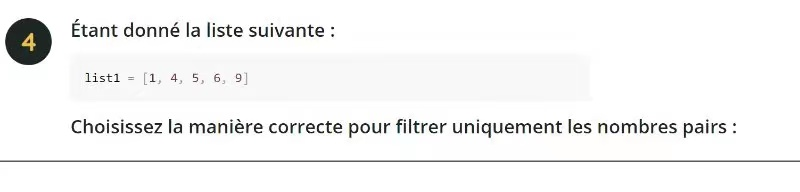 4
Étant donné la liste suivante :
list1 = [1, 4, 5, 6, 9]
Choisissez la manière correcte pour filtrer uniquement les nombres pairs :